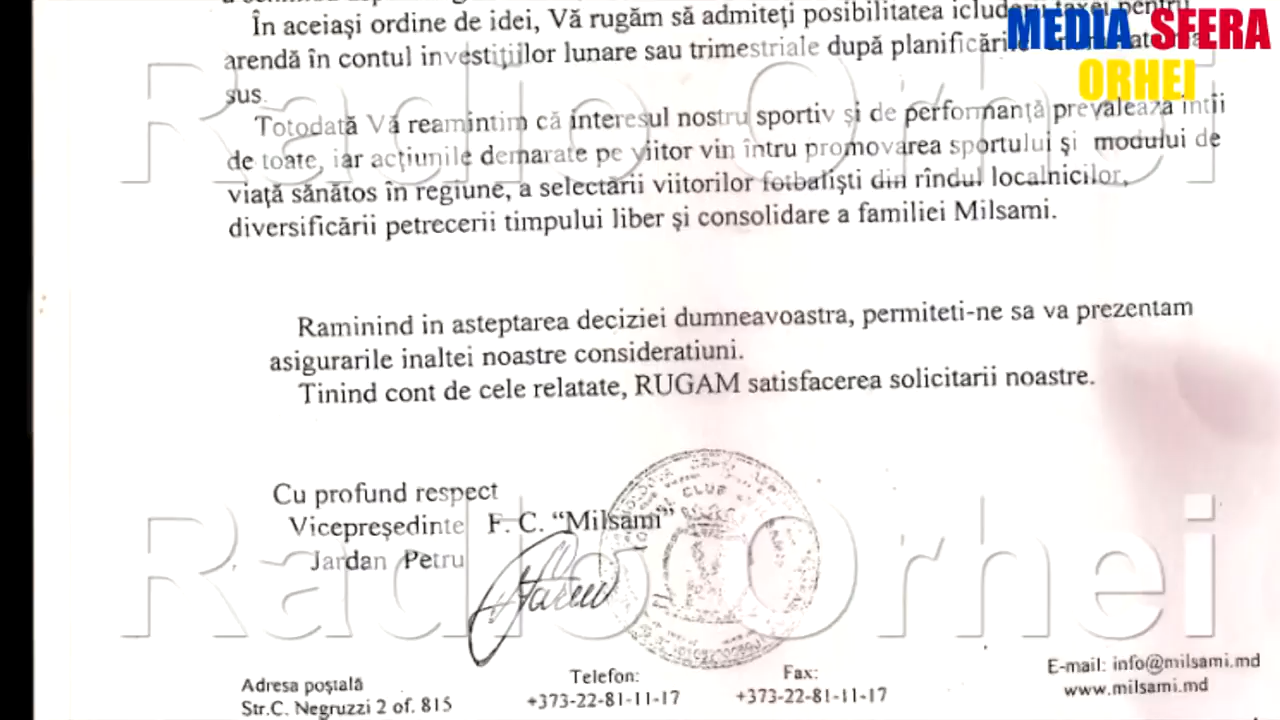 În aceiaşi ordine de idei, Vă rugăm să admiteţi posibilitatea icluderii taxei pentru
arendă în contul investiţiilor lunare sau trimestriale după planificările
sus.
Totodată Vă reamintim că interesul nostru sportiv şi de performanţă prevalează întii
de toate, iar acţiunile demarate pe viitor vin întru promovarea sportului şi modului de
viaţă sănătos în regiune, a selectării viitorilor fotbalişti din rîndul localnicilor,
diversificării petrecerii timpului liber şi consolidare a familiei Milsami.
Raminind in asteptarea deciziei dumneavoastra, permiteti-ne sa va prezentam
asigurarile inaltei noastre consideratiuni.
Tinind cont de cele relatate, RUGAM satisfacerea solicitarii noastre.
Cu profund respect
Vicepreşedinte F. C. “Milsami”
Jardan Petru
CLUB
Adresa poştală
Str.C. Negruzzi 2 of. 815
Telefon:
+373-22-81-11-17
Fax:
+373-22-81-11-17
E-mail: info@milsami.md
www.milsami.md
MEDIA SFERA
ORHEI
Radio Orhei
Radio Orhei